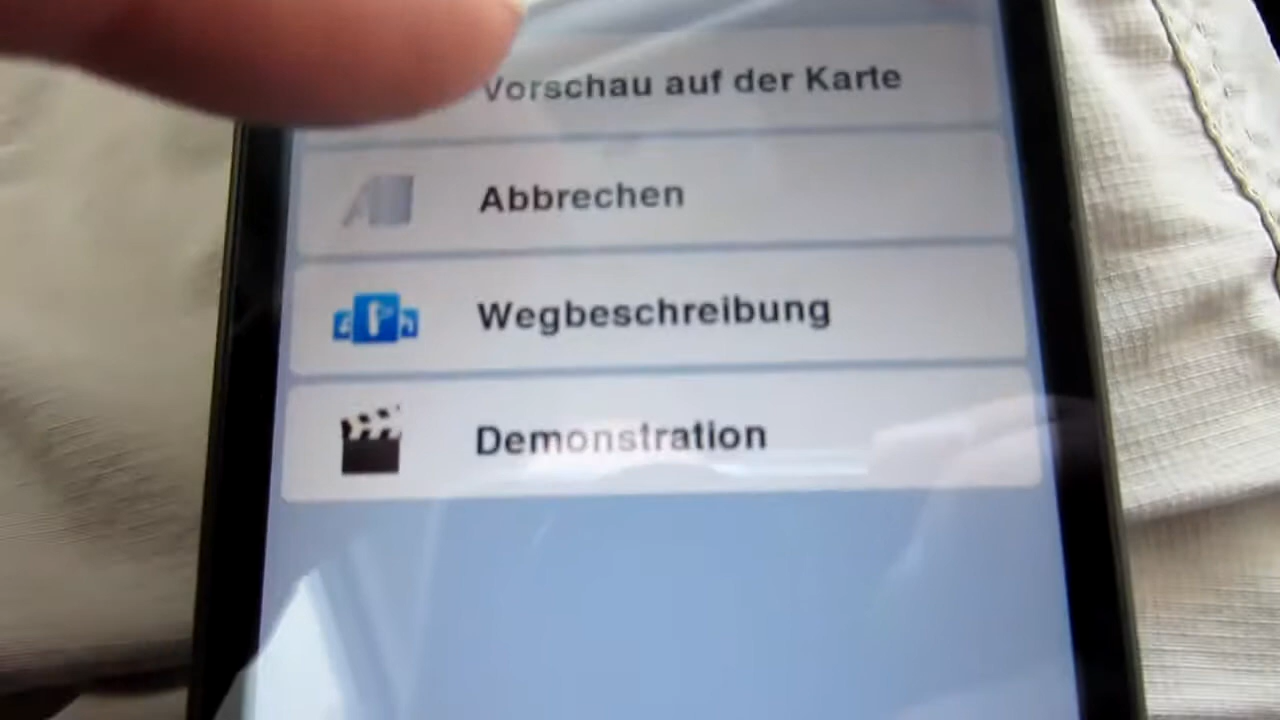 Vorschau auf der Karte
Abbrechen
Wegbeschreibung
Demonstration